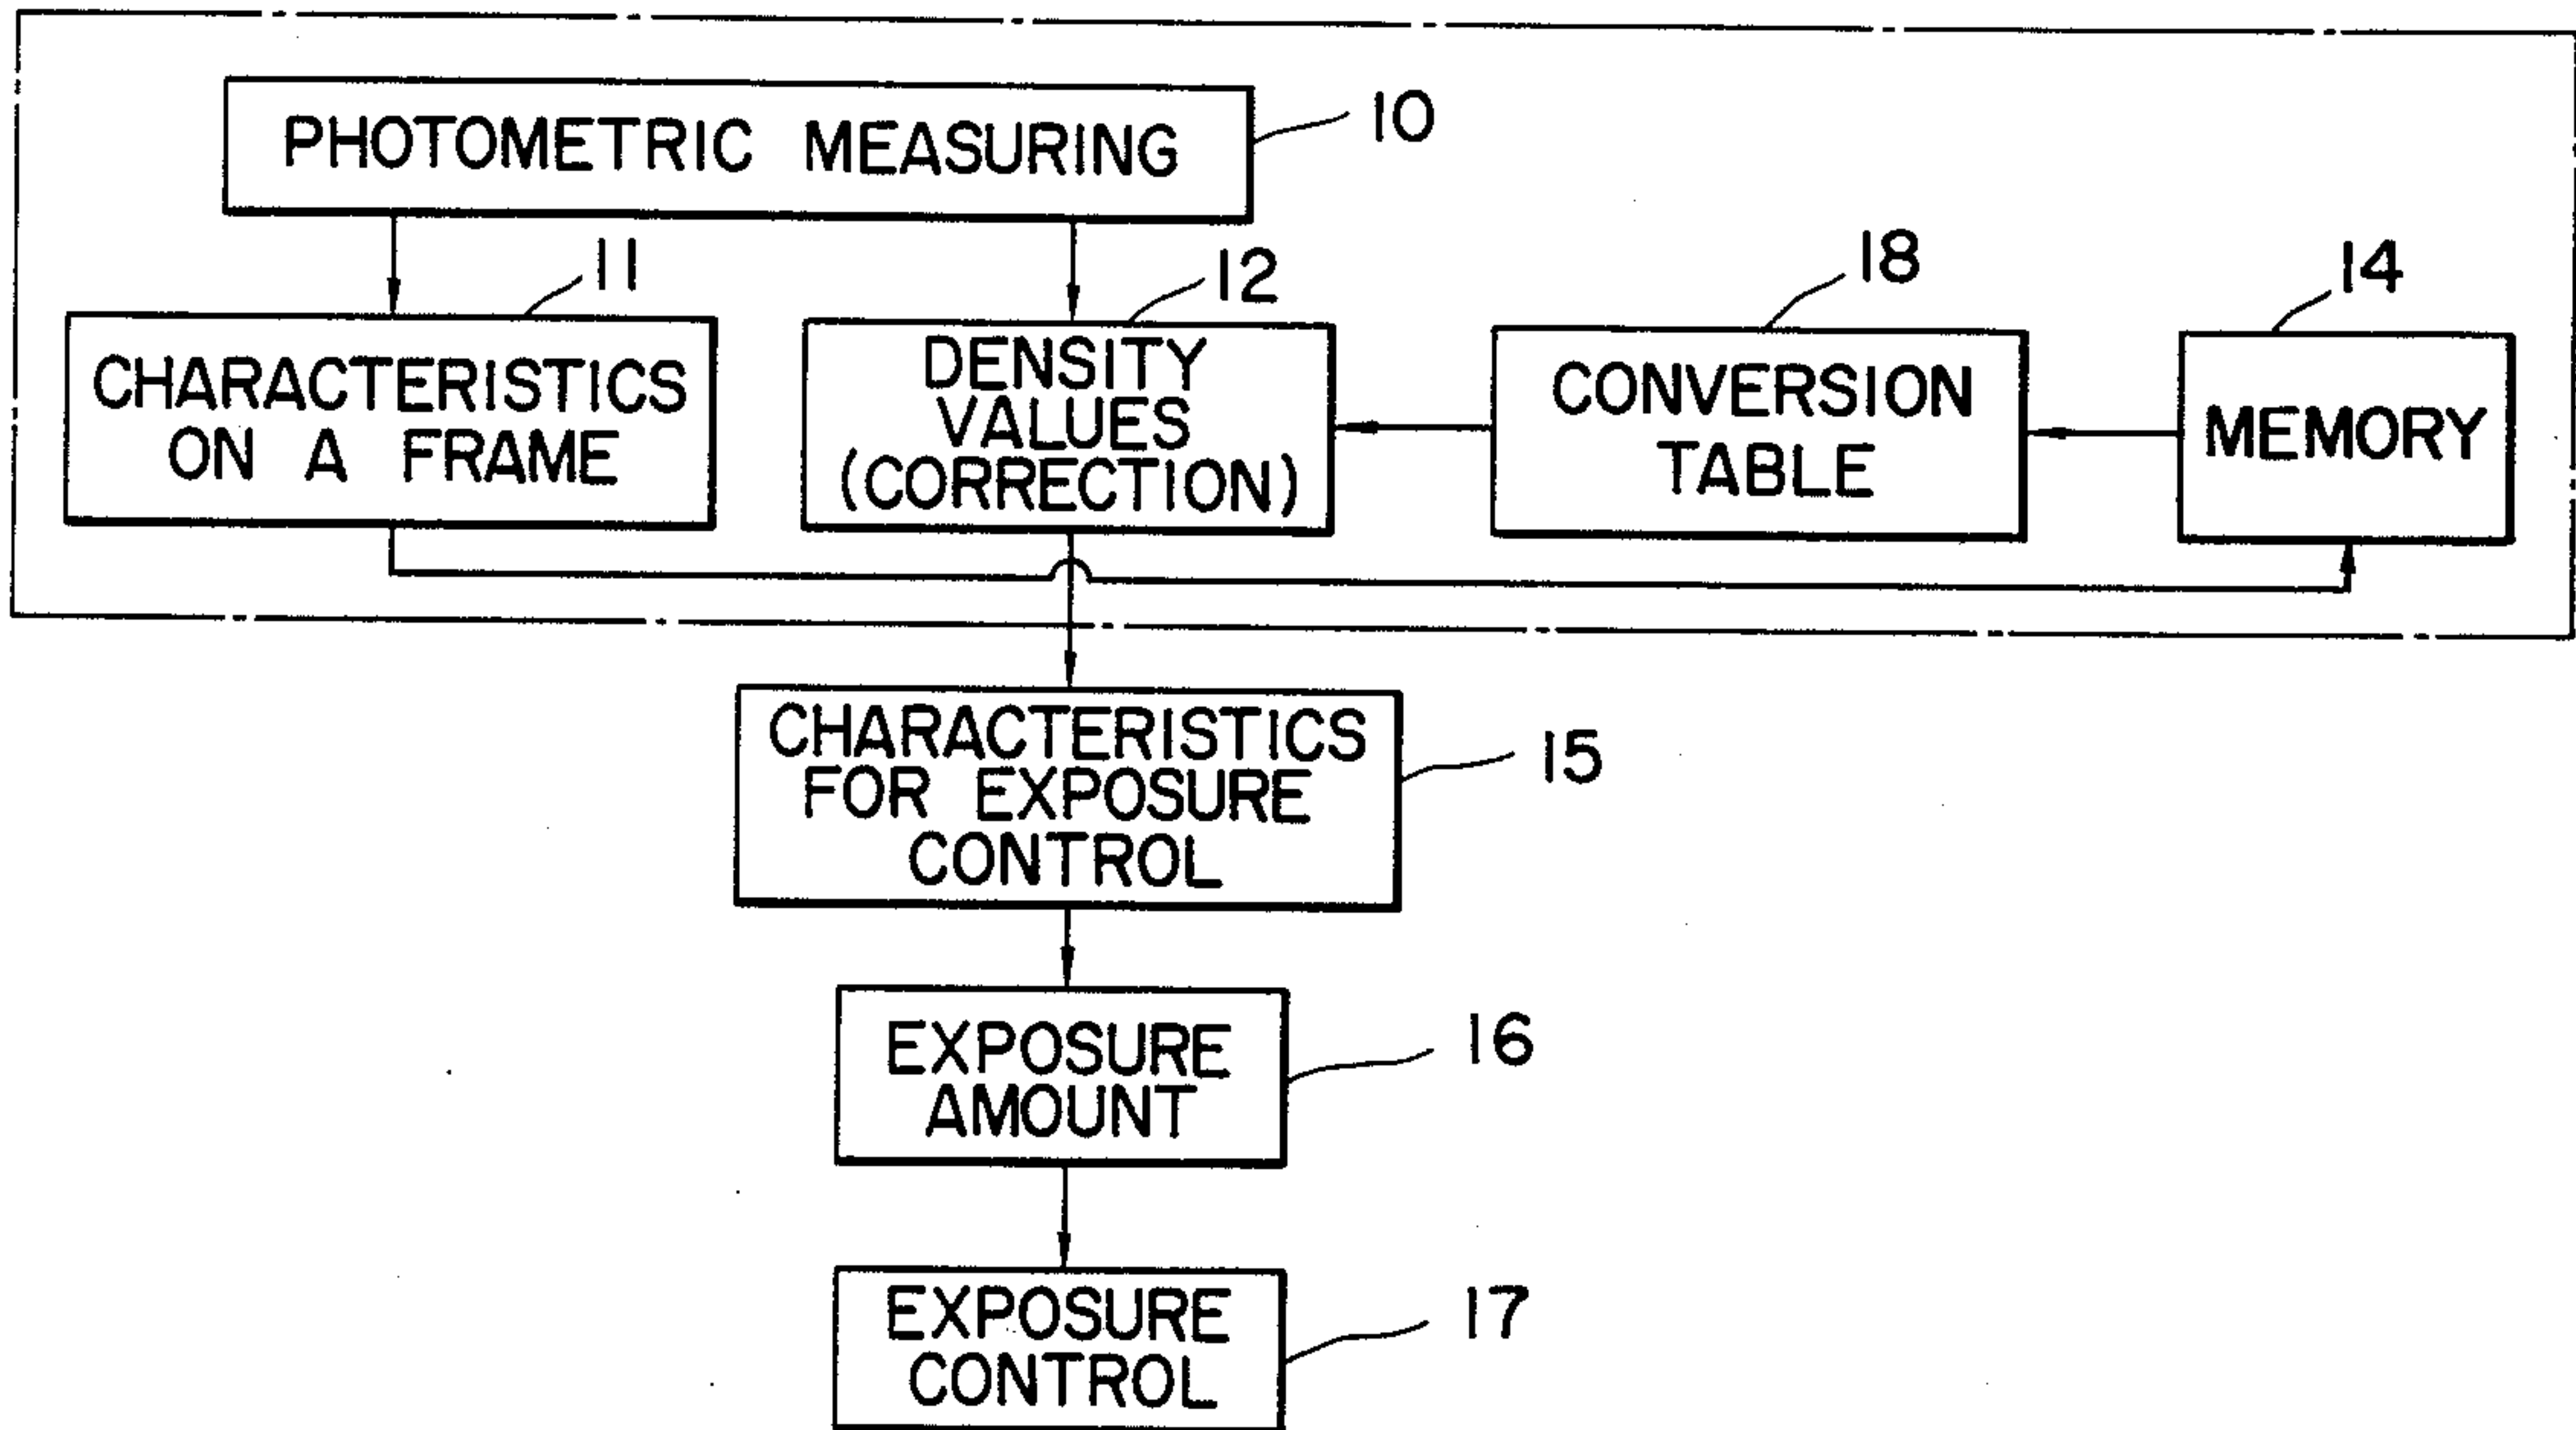 PHOTOMETRIC MEASURING
10
11
12
18
14
CHARACTERISTICS
ON A FRAME
DENSITY
VALUES
(CORRECTION)
CONVERSION
TABLE
MEMORY
CHARACTERISTICS
FOR EXPOSURE
CONTROL
15
EXPOSURE
AMOUNT
16
EXPOSURE
CONTROL
17